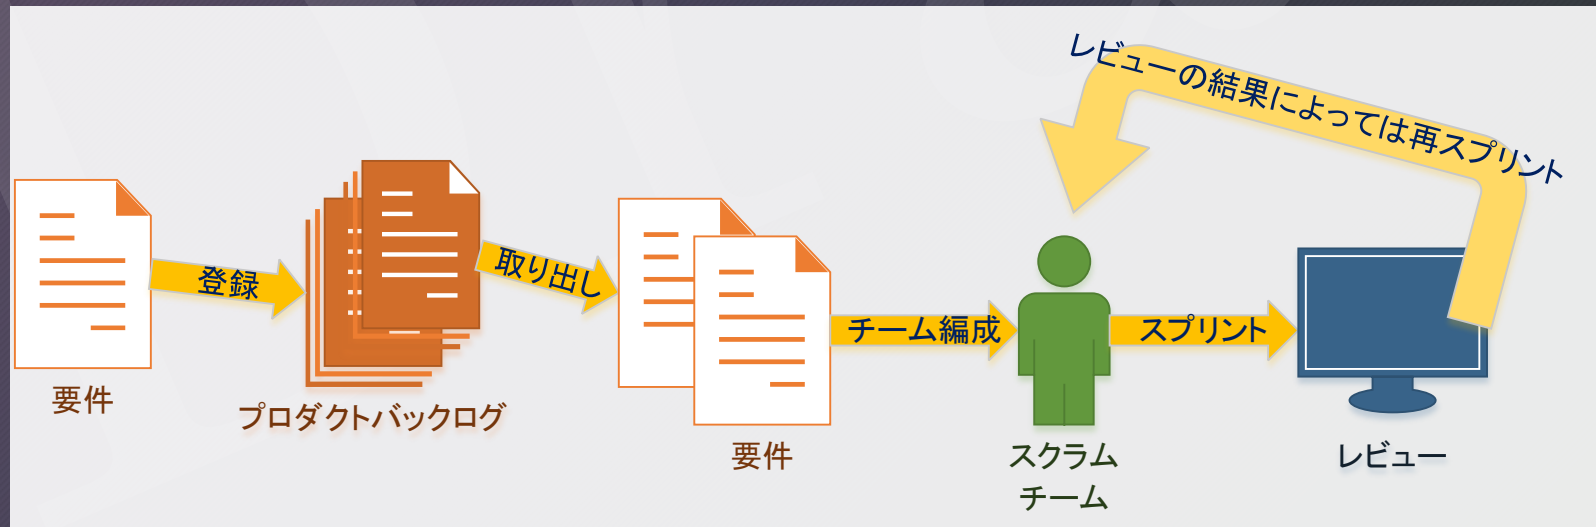 レビューの結果によっては再スプリント
登録
取り出し
チーム編成
スプリント
要件
プロダクトバックログ
要件
スクラム
チーム
レビュー